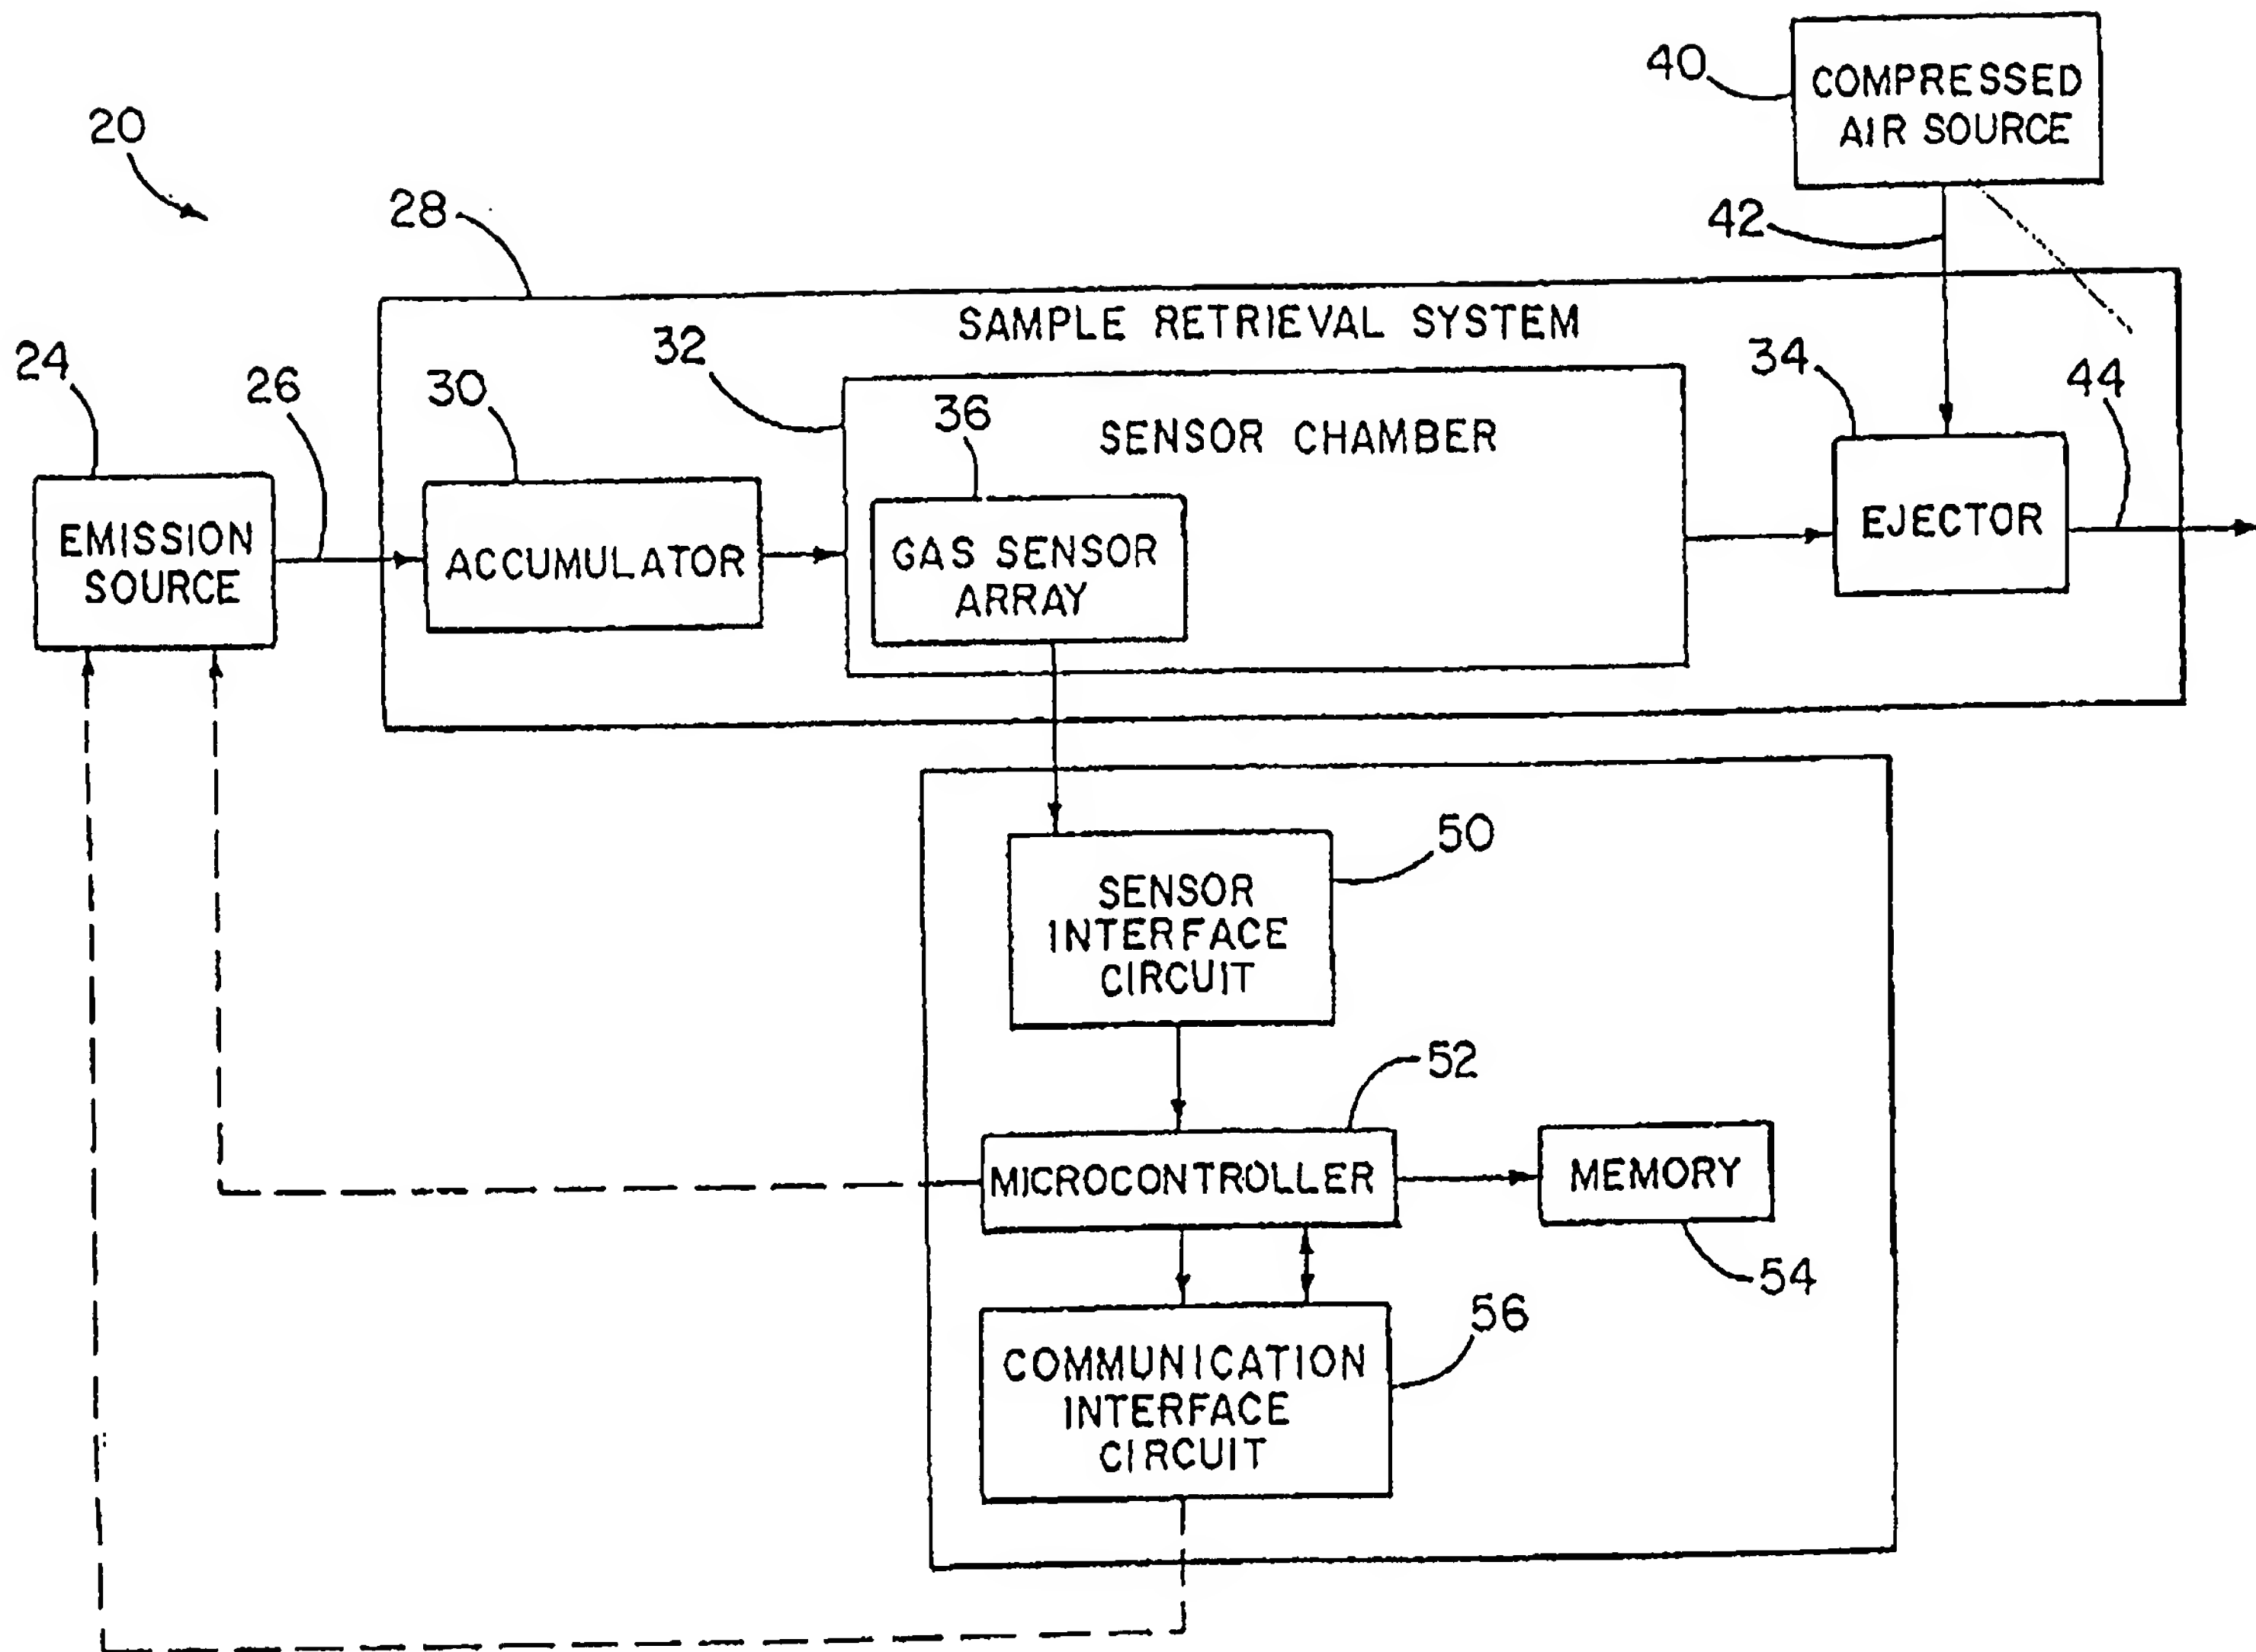 40
COMPRESSED
AIR SOURCE
20
28
42
SAMPLE RETRIEVAL SYSTEM
24
26
30
32
36
SENSOR CHAMBER
34
44
EMISSION
SOURCE
ACCUMULATOR
GAS SENSOR
ARRAY
EJECTOR
50
SENSOR
INTERFACE
CIRCUIT
52
MICROCONTROLLER
MEMORY
54
56
COMMUNICATION
INTERFACE
CIRCUIT